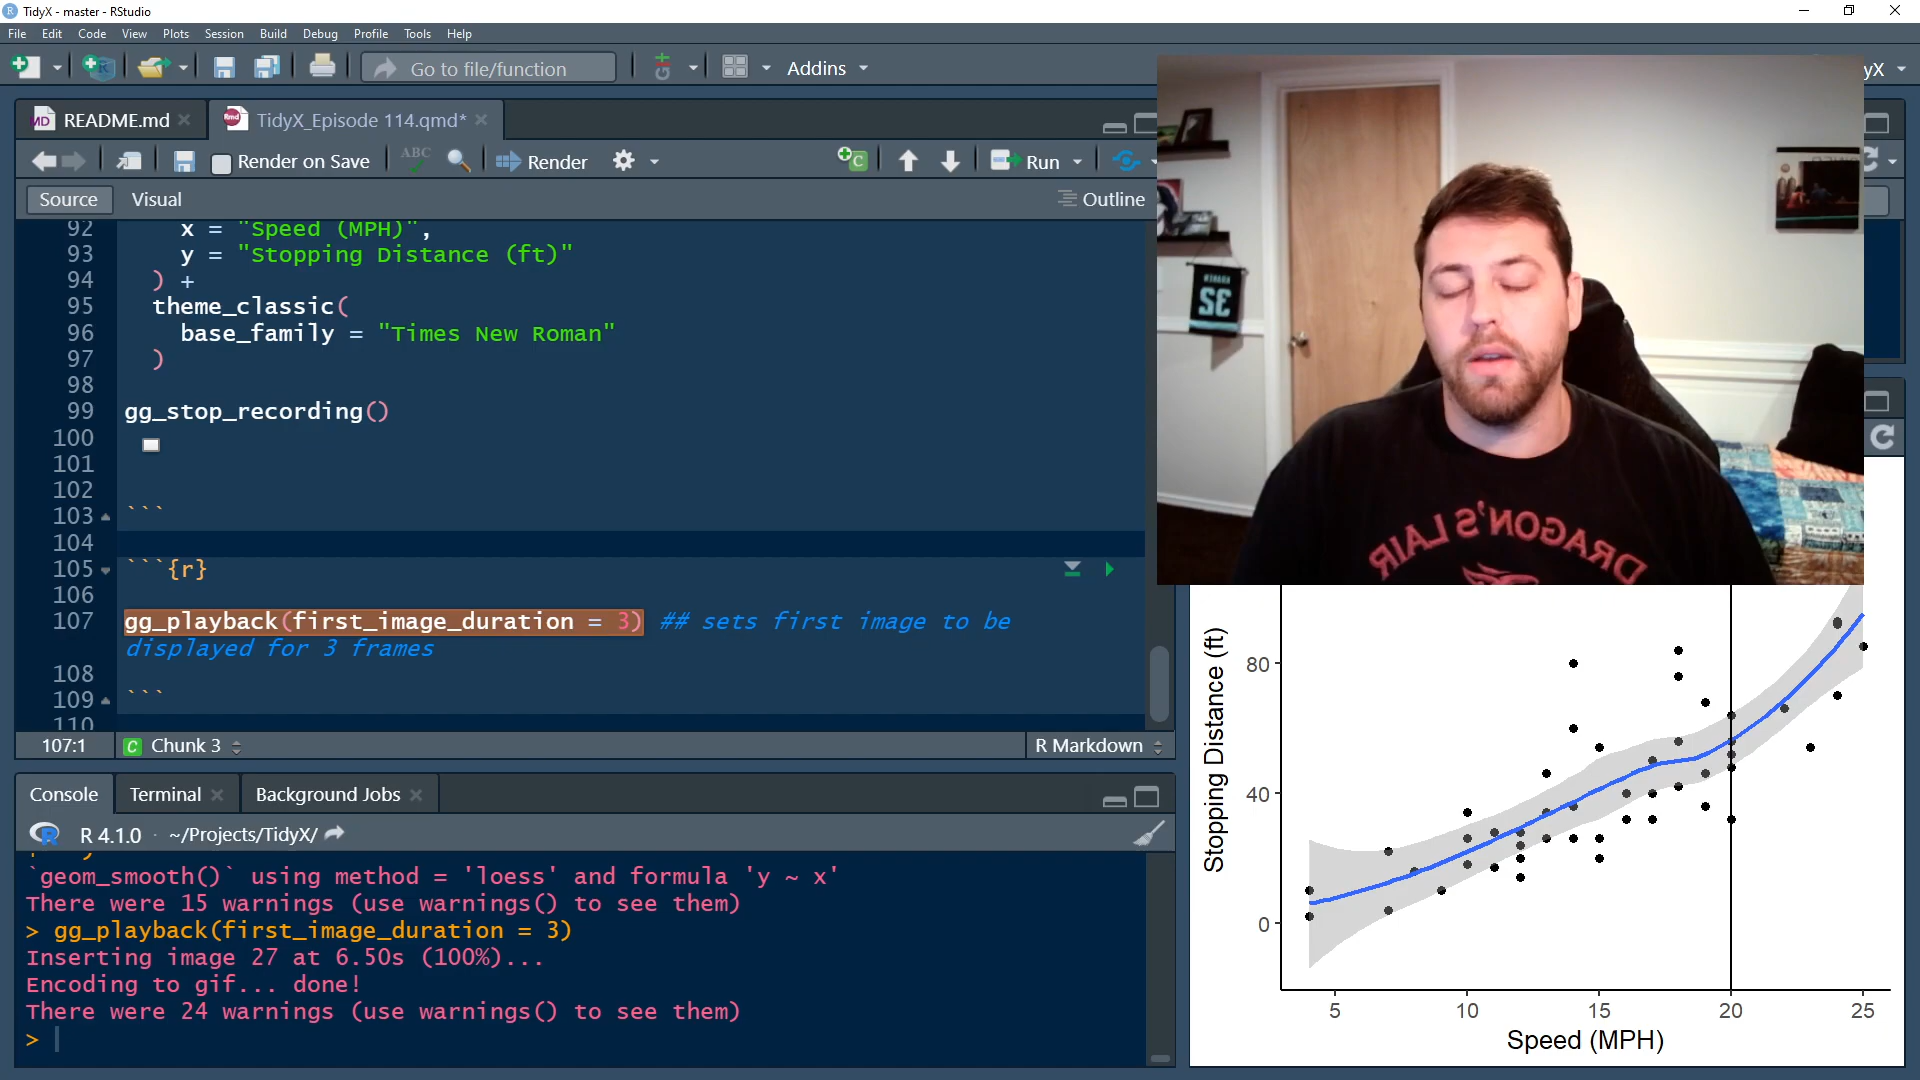 TidyX - master - RStudio
File Edit Code View Plots Session Build Debug Profile Tools Help
Go to file/function Addins yX
README.md TidyX_Episode 114.qmd*
Render on Save ABC Render Run
Source Visual Outline
92 x = "Speed (MPH)",
93 y = "Stopping Distance (ft)"
94 ) +
95 theme_classic(
96 base_family = "Times New Roman"
97 )
98
99 gg_stop_recording()
100
101
102
103 ```
104
105 ```{r}
106
107 gg_playback(first_image_duration = 3) ## sets first image to be
displayed for 3 frames
108
109 ```
110
107:1 Chunk 3 R Markdown
Console Terminal Background Jobs
R 4.1.0 · ~/Projects/TidyX/
`geom_smooth()` using method = 'loess' and formula 'y ~ x'
There were 15 warnings (use warnings() to see them)
> gg_playback(first_image_duration = 3)
Inserting image 27 at 6.50s (100%)...
Encoding to gif... done!
There were 24 warnings (use warnings() to see them)
>
DRAGON'S LAIR
Stopping Distance (ft)
80
40
0
5 10 15 20 25
Speed (MPH)